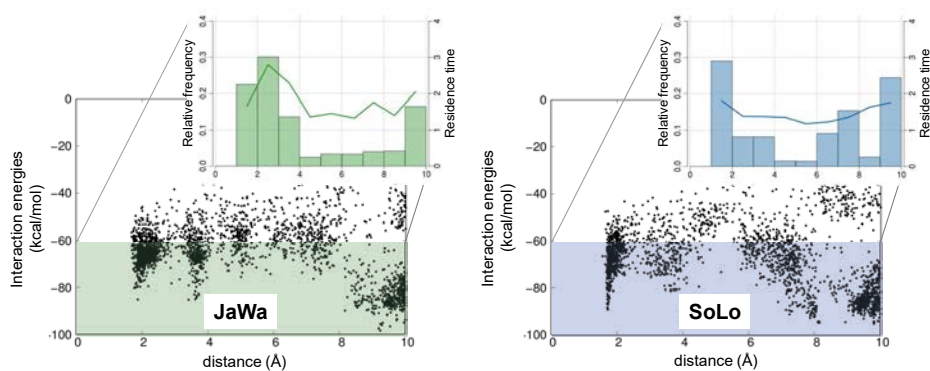 0.4
0.3
0.2
0.1
0.0
Relative frequency
4
3
2
1
0
Residence time
0 2 4 6 8 10
0
-20
-40
-60
-80
-100
Interaction energies
(kcal/mol)
JaWa
0 2 4 6 8 10
distance (Å)
0.4
0.3
0.2
0.1
0.0
Relative frequency
4
3
2
1
0
Residence time
0 2 4 6 8 10
0
-20
-40
-60
-80
-100
Interaction energies
(kcal/mol)
SoLo
0 2 4 6 8 10
distance (Å)